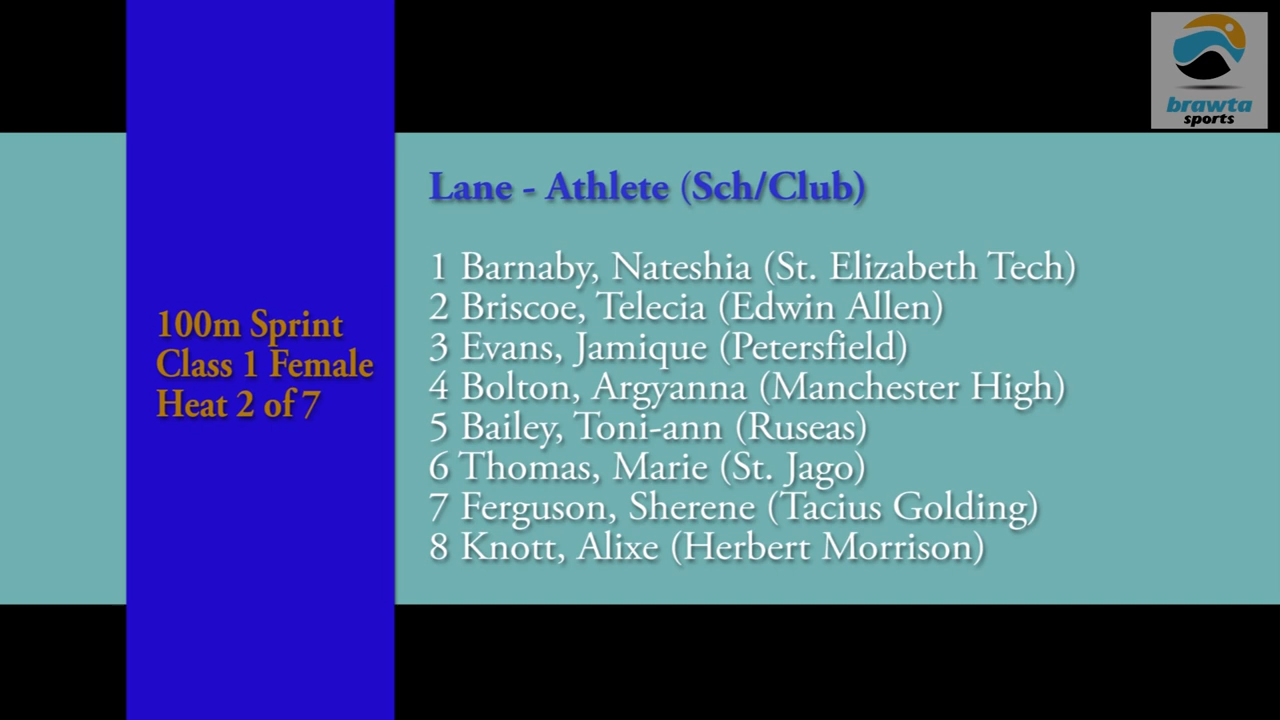 brawta
sports
100m Sprint
Class 1 Female
Heat 2 of 7
Lane - Athlete (Sch/Club)
1 Barnaby, Nateshia (St. Elizabeth Tech)
2 Briscoe, Telecia (Edwin Allen)
3 Evans, Jamique (Petersfield)
4 Bolton, Argyanna (Manchester High)
5 Bailey, Toni-ann (Ruseas)
6 Thomas, Marie (St. Jago)
7 Ferguson, Sherene (Tacius Golding)
8 Knott, Alixe (Herbert Morrison)